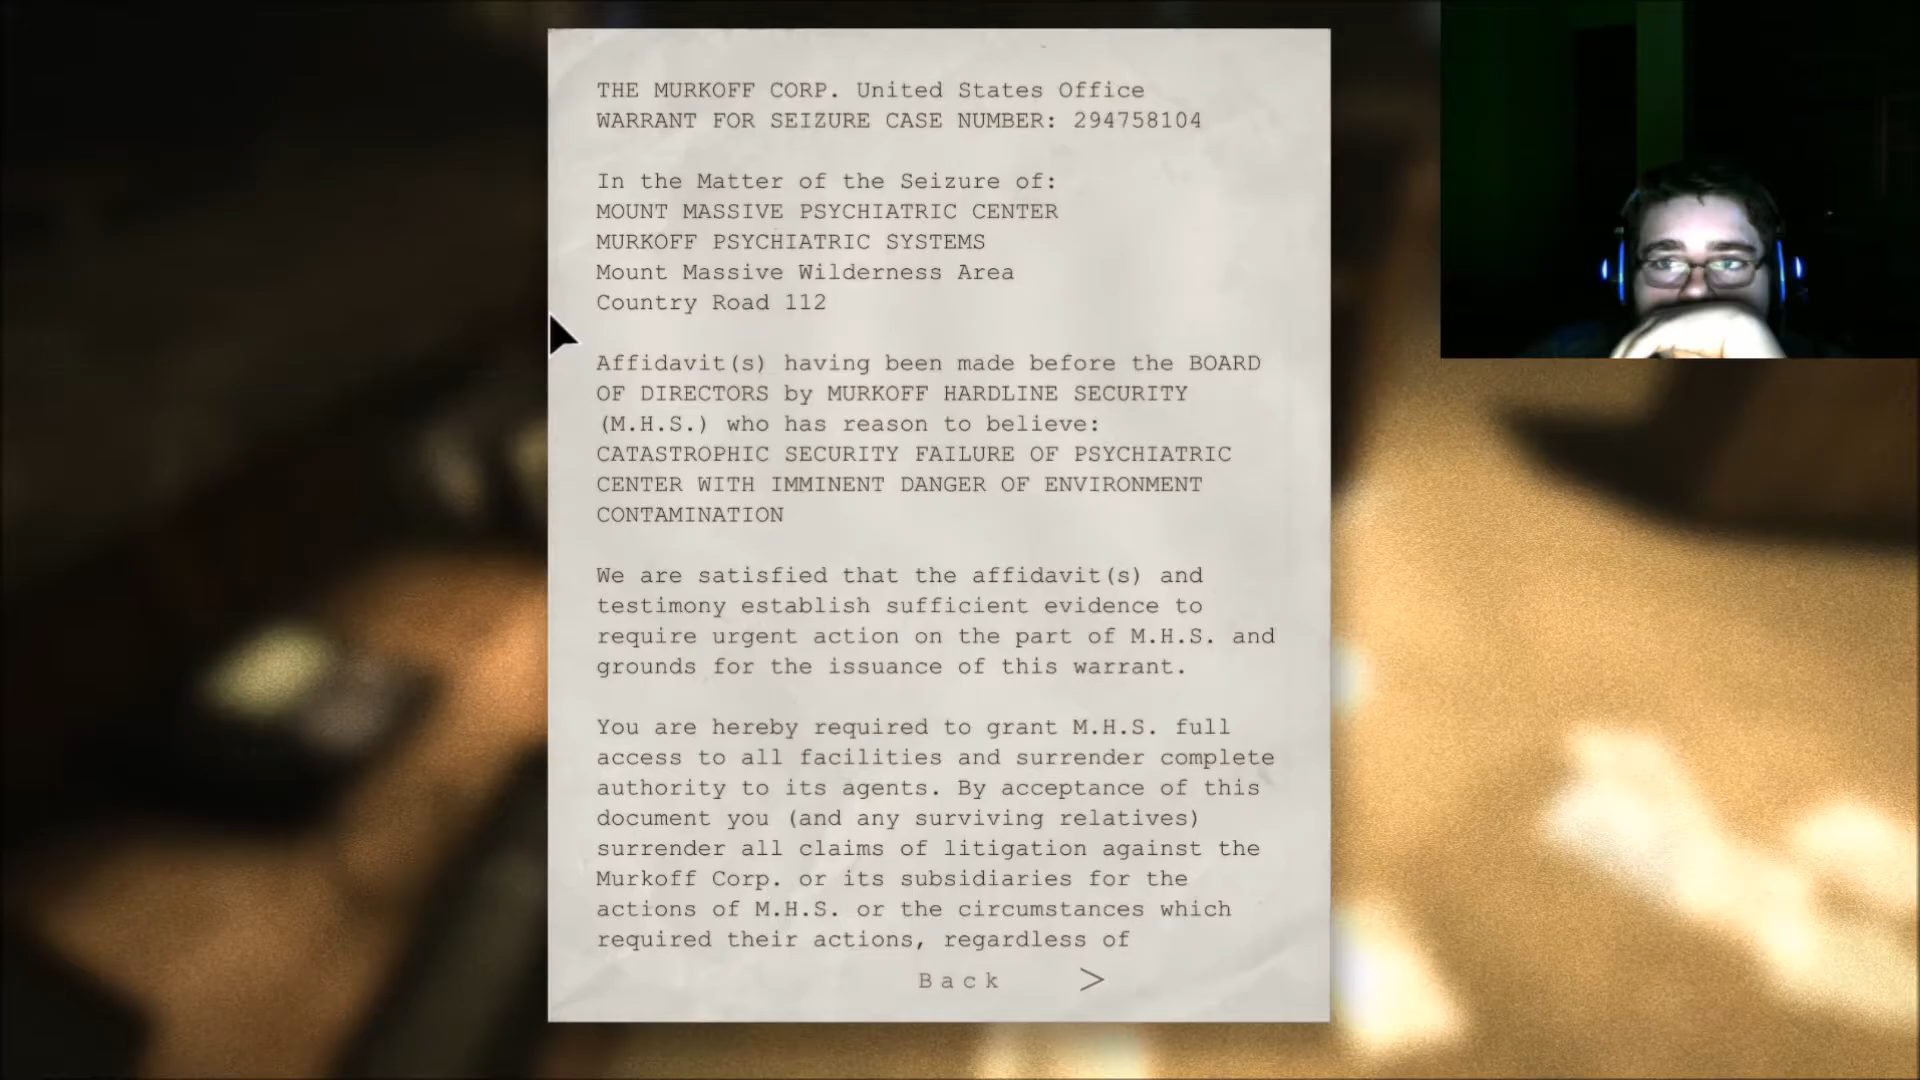 THE MURKOFF CORP. United States Office
WARRANT FOR SEIZURE CASE NUMBER: 294758104
In the Matter of the Seizure of:
MOUNT MASSIVE PSYCHIATRIC CENTER
MURKOFF PSYCHIATRIC SYSTEMS
Mount Massive Wilderness Area
Country Road 112
Affidavit(s) having been made before the BOARD
OF DIRECTORS by MURKOFF HARDLINE SECURITY
(M.H.S.) who has reason to believe:
CATASTROPHIC SECURITY FAILURE OF PSYCHIATRIC
CENTER WITH IMMINENT DANGER OF ENVIRONMENT
CONTAMINATION
We are satisfied that the affidavit(s) and
testimony establish sufficient evidence to
require urgent action on the part of M.H.S. and
grounds for the issuance of this warrant.
You are hereby required to grant M.H.S. full
access to all facilities and surrender complete
authority to its agents. By acceptance of this
document you (and any surviving relatives)
surrender all claims of litigation against the
Murkoff Corp. or its subsidiaries for the
actions of M.H.S. or the circumstances which
required their actions, regardless of
Back >